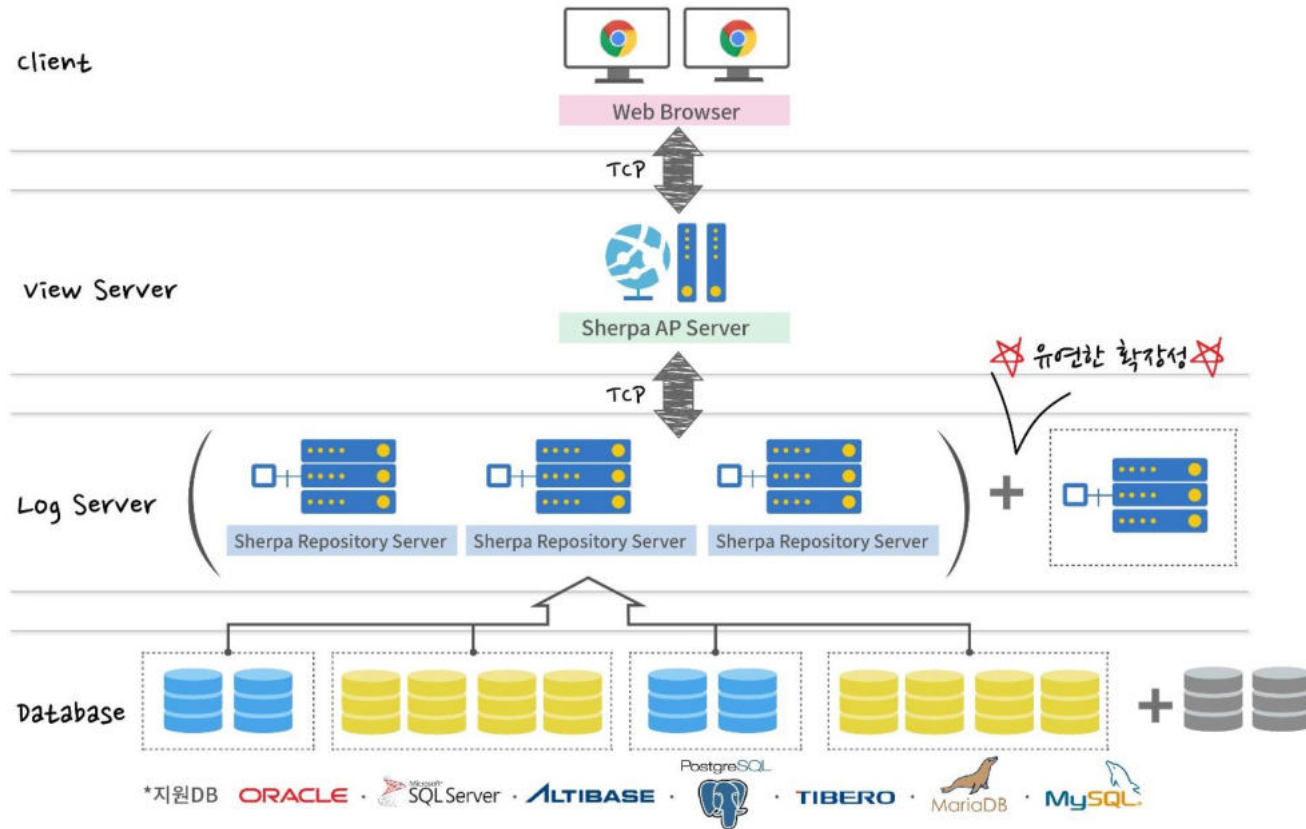 Client
Web Browser
TCP
View Server
Sherpa AP Server
유연한 확장성
TCP
Log Server
Sherpa Repository Server
Sherpa Repository Server
Sherpa Repository Server
+
Database
+
*지원DB ORACLE · Microsoft SQL Server · ALTIBASE · PostgreSQL · TIBERO · MariaDB · MySQL